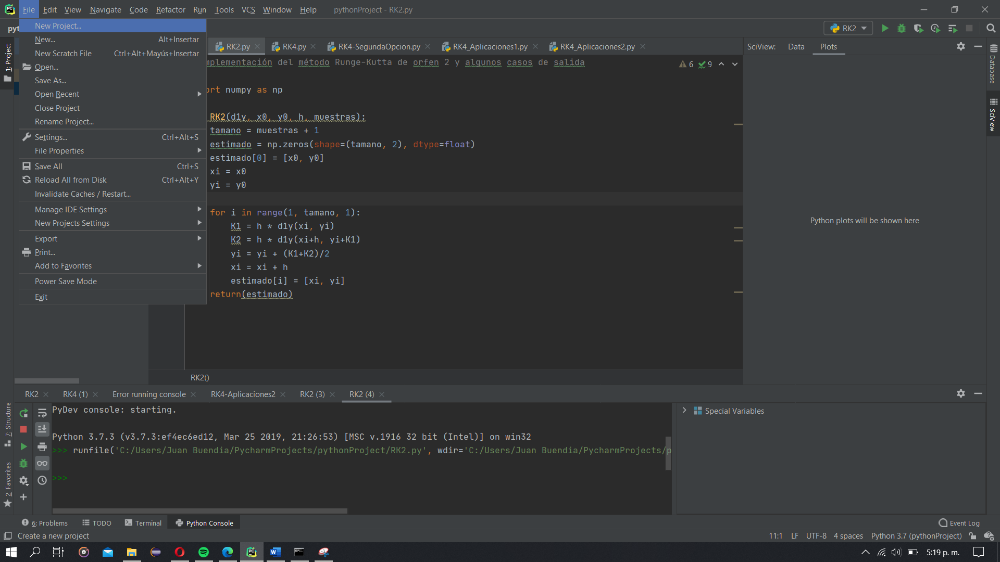 File Edit View Navigate Code Refactor Run Tools VCS Window Help pythonProject - RK2.py
RK2
New Project...
New... Alt+Insertar
New Scratch File Ctrl+Alt+Mayús+Insertar
Open...
Save As...
Open Recent
Close Project
Rename Project...
Settings... Ctrl+Alt+S
File Properties
Save All Ctrl+S
Reload All from Disk Ctrl+Alt+Y
Invalidate Caches / Restart...
Manage IDE Settings
New Projects Settings
Export
Print...
Add to Favorites
Power Save Mode
Exit
1: Project
RK2.py RK4.py RK4-SegundaOpcion.py RK4_Aplicaciones1.py RK4_Aplicaciones2.py
mplementación del método Runge-Kutta de orfen 2 y algunos casos de salida
6 9
ort numpy as np
RK2(d1y, x0, y0, h, muestras):
tamano = muestras + 1
estimado = np.zeros(shape=(tamano, 2), dtype=float)
estimado[0] = [x0, y0]
xi = x0
yi = y0
for i in range(1, tamano, 1):
K1 = h * d1y(xi, yi)
K2 = h * d1y(xi+h, yi+K1)
yi = yi + (K1+K2)/2
xi = xi + h
estimado[i] = [xi, yi]
return(estimado)
RK2()
SciView: Data Plots
Python plots will be shown here
Database
SciView
RK2 RK4 (1) Error running console RK4-Aplicaciones2 RK2 (3) RK2 (4)
PyDev console: starting.
Python 3.7.3 (v3.7.3:ef4ec6ed12, Mar 25 2019, 21:26:53) [MSC v.1916 32 bit (Intel)] on win32
>>> runfile('C:/Users/Juan Buendia/PycharmProjects/pythonProject/RK2.py', wdir='C:/Users/Juan Buendia/PycharmProjects/p
>>>
Special Variables
7: Structure
2: Favorites
6: Problems TODO Terminal Python Console Event Log
Create a new project 11:1 LF UTF-8 4 spaces Python 3.7 (pythonProject)
5:19 p. m.